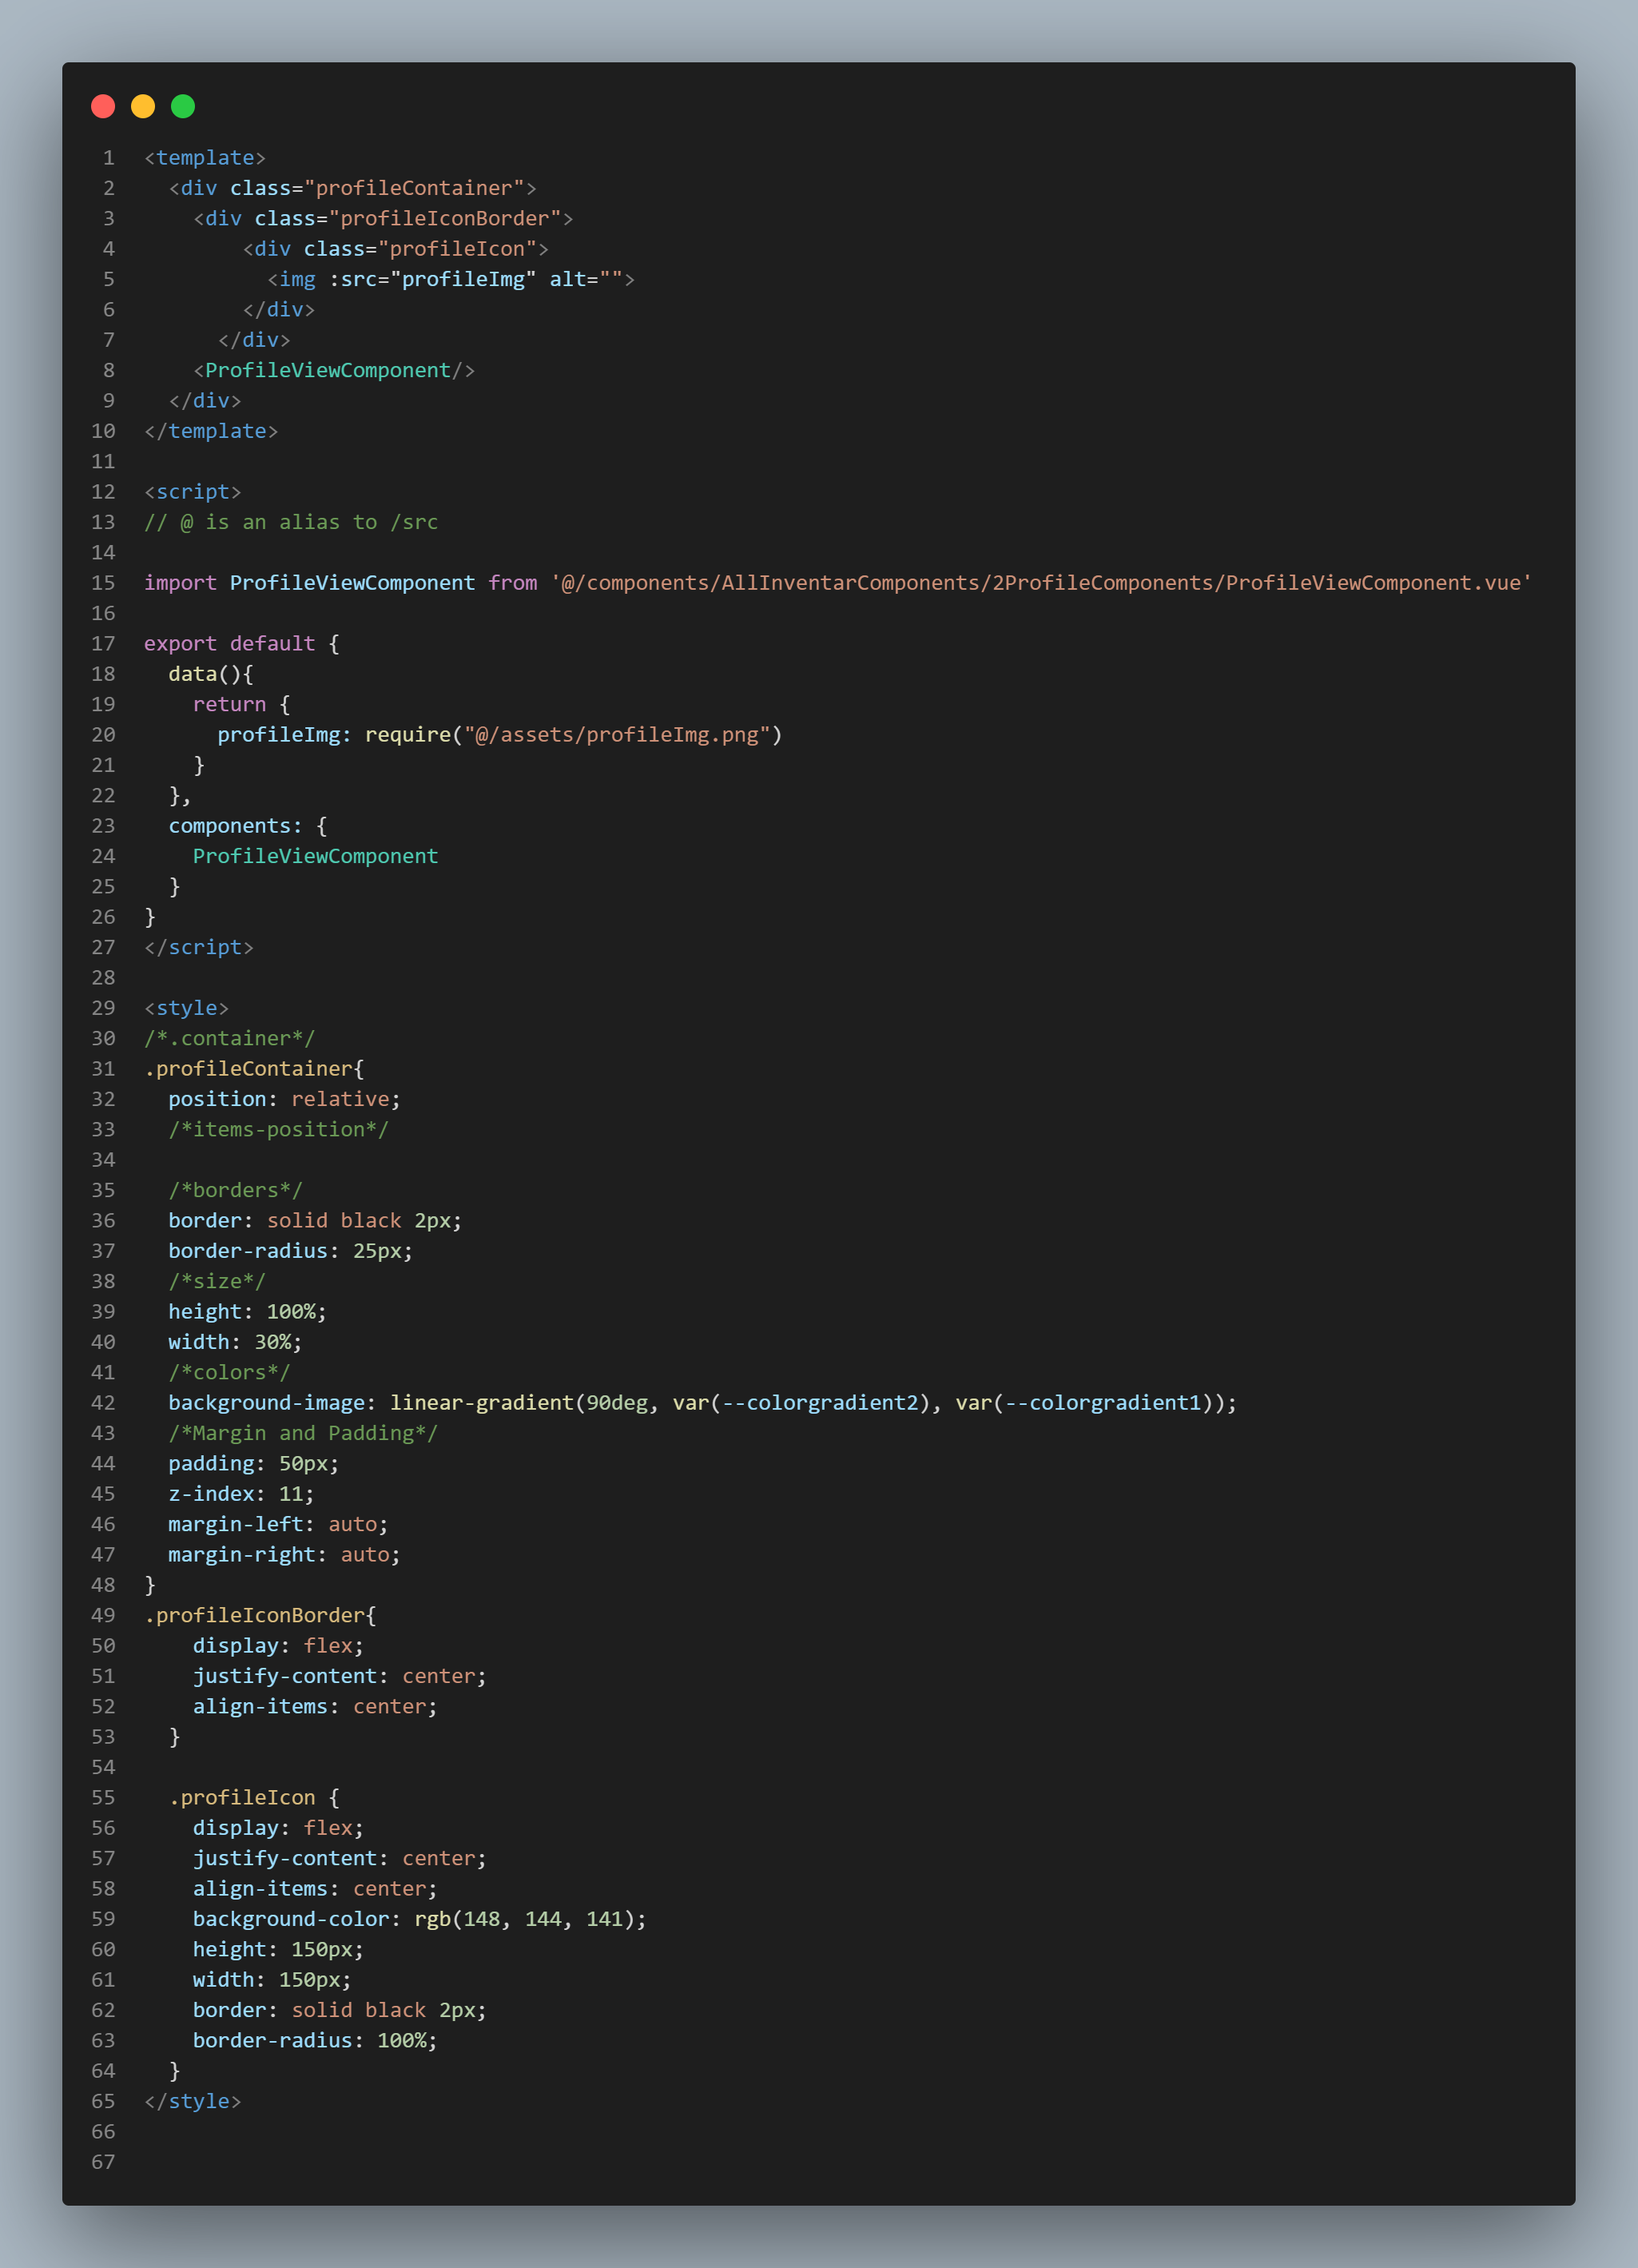 1 <template>
2   <div class="profileContainer">
3     <div class="profileIconBorder">
4         <div class="profileIcon">
5           <img :src="profileImg" alt="">
6         </div>
7       </div>
8     <ProfileViewComponent/>
9   </div>
10 </template>
11
12 <script>
13 // @ is an alias to /src
14
15 import ProfileViewComponent from '@/components/AllInventarComponents/2ProfileComponents/ProfileViewComponent.vue'
16
17 export default {
18   data(){
19     return {
20       profileImg: require("@/assets/profileImg.png")
21     }
22   },
23   components: {
24     ProfileViewComponent
25   }
26 }
27 </script>
28
29 <style>
30 /*.container*/
31 .profileContainer{
32   position: relative;
33   /*items-position*/
34
35   /*borders*/
36   border: solid black 2px;
37   border-radius: 25px;
38   /*size*/
39   height: 100%;
40   width: 30%;
41   /*colors*/
42   background-image: linear-gradient(90deg, var(--colorgradient2), var(--colorgradient1));
43   /*Margin and Padding*/
44   padding: 50px;
45   z-index: 11;
46   margin-left: auto;
47   margin-right: auto;
48 }
49 .profileIconBorder{
50     display: flex;
51     justify-content: center;
52     align-items: center;
53   }
54
55   .profileIcon {
56     display: flex;
57     justify-content: center;
58     align-items: center;
59     background-color: rgb(148, 144, 141);
60     height: 150px;
61     width: 150px;
62     border: solid black 2px;
63     border-radius: 100%;
64   }
65 </style>
66
67